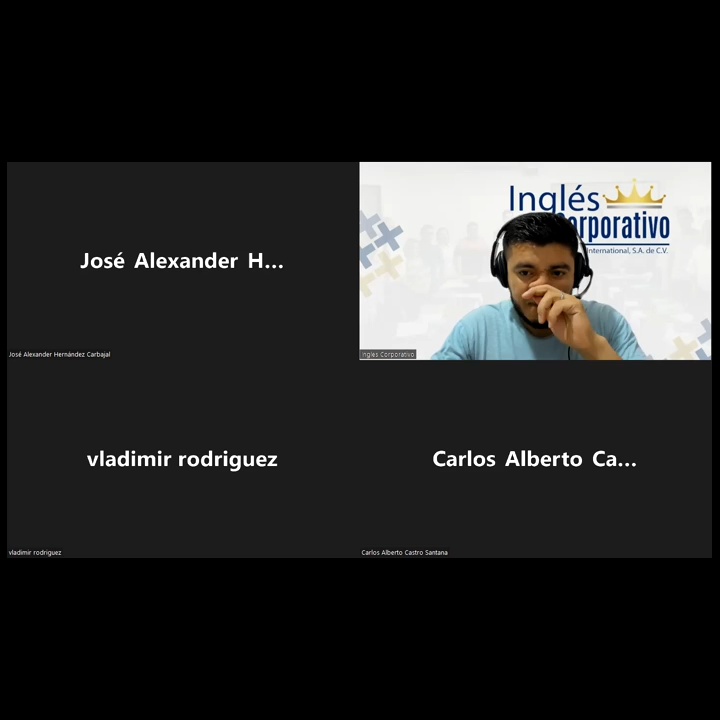 José Alexander H...
José Alexander Hernández Carbajal
Inglés
Corporativo
International, S.A. de C.V.
Inglés Corporativo
vladimir rodriguez
vladimir rodriguez
Carlos Alberto Ca...
Carlos Alberto Castro Santana